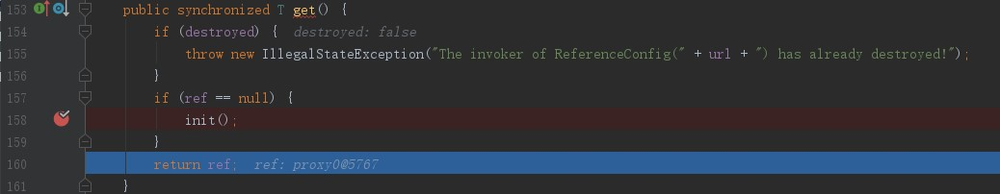 153 public synchronized T get() {
154 if (destroyed) { destroyed: false
155 throw new IllegalStateException("The invoker of ReferenceConfig(" + url + ") has already destroyed!");
156 }
157 if (ref == null) {
158 init();
159 }
160 return ref; ref: proxy0@5767
161 }